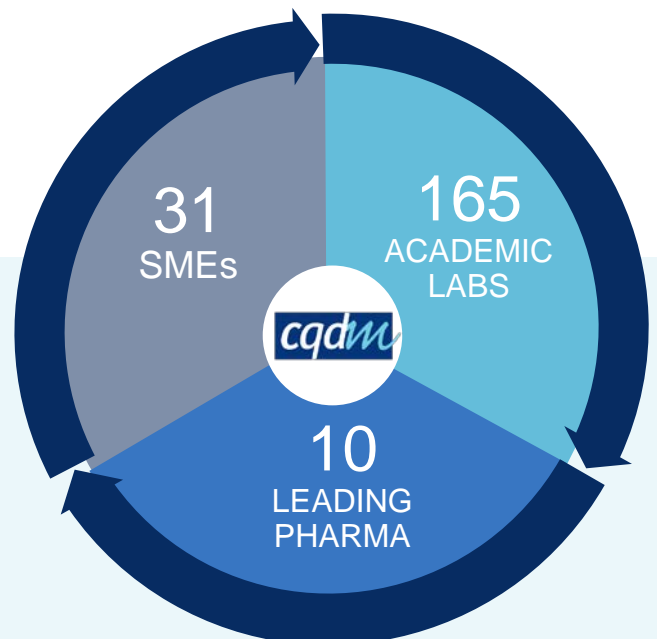 31
SMEs
165
ACADEMIC
LABS
cqdm
10
LEADING
PHARMA